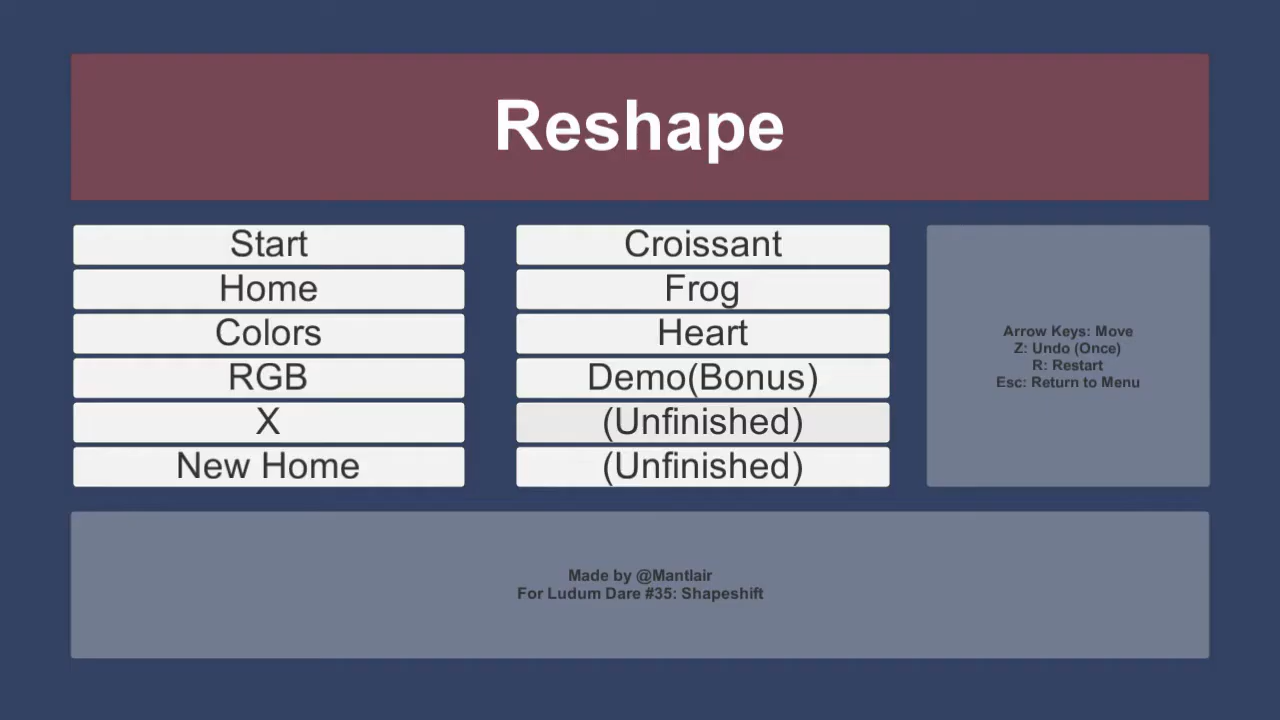 Reshape
Start
Home
Colors
RGB
X
New Home
Croissant
Frog
Heart
Demo(Bonus)
(Unfinished)
(Unfinished)
Arrow Keys: Move
Z: Undo (Once)
R: Restart
Esc: Return to Menu
Made by @Mantlair
For Ludum Dare #35: Shapeshift